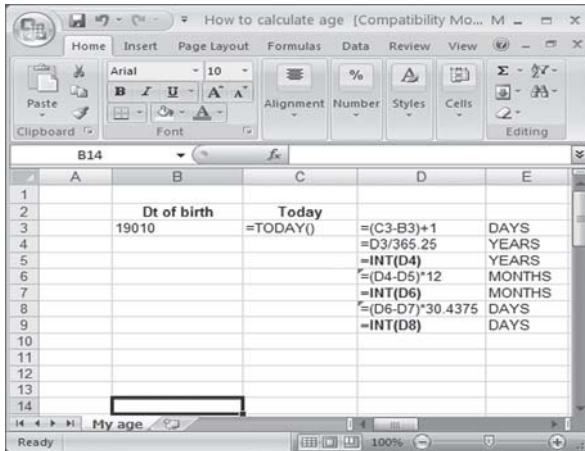 How to calculate age [Compatibility Mo...
Home Insert Page Layout Formulas Data Review View
Arial 10
Paste
B I U A A
A
Alignment
%
Number
A
Styles
Cells
Σ
Clipboard
Font
Editing
B14 fx
A B C D E
1
2 Dt of birth Today
3 19010 =TODAY() =(C3-B3)+1 DAYS
4 =D3/365.25 YEARS
5 =INT(D4) YEARS
6 =(D4-D5)*12 MONTHS
7 =INT(D6) MONTHS
8 =(D6-D7)*30.4375 DAYS
9 =INT(D8) DAYS
10
11
12
13
14
My age
Ready 100%